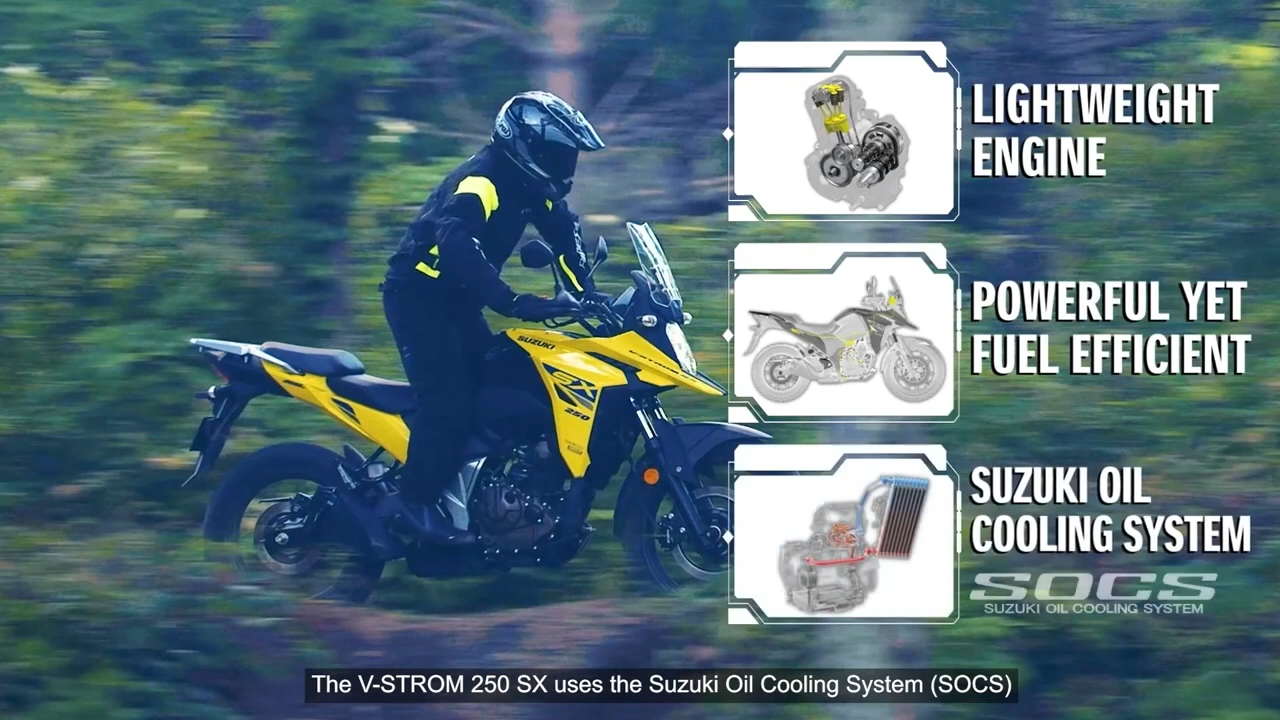 LIGHTWEIGHT
ENGINE
POWERFUL YET
FUEL EFFICIENT
SUZUKI
SX
250
SUZUKI OIL
COOLING SYSTEM
SOCS
SUZUKI OIL COOLING SYSTEM
The V-STROM 250 SX uses the Suzuki Oil Cooling System (SOCS)